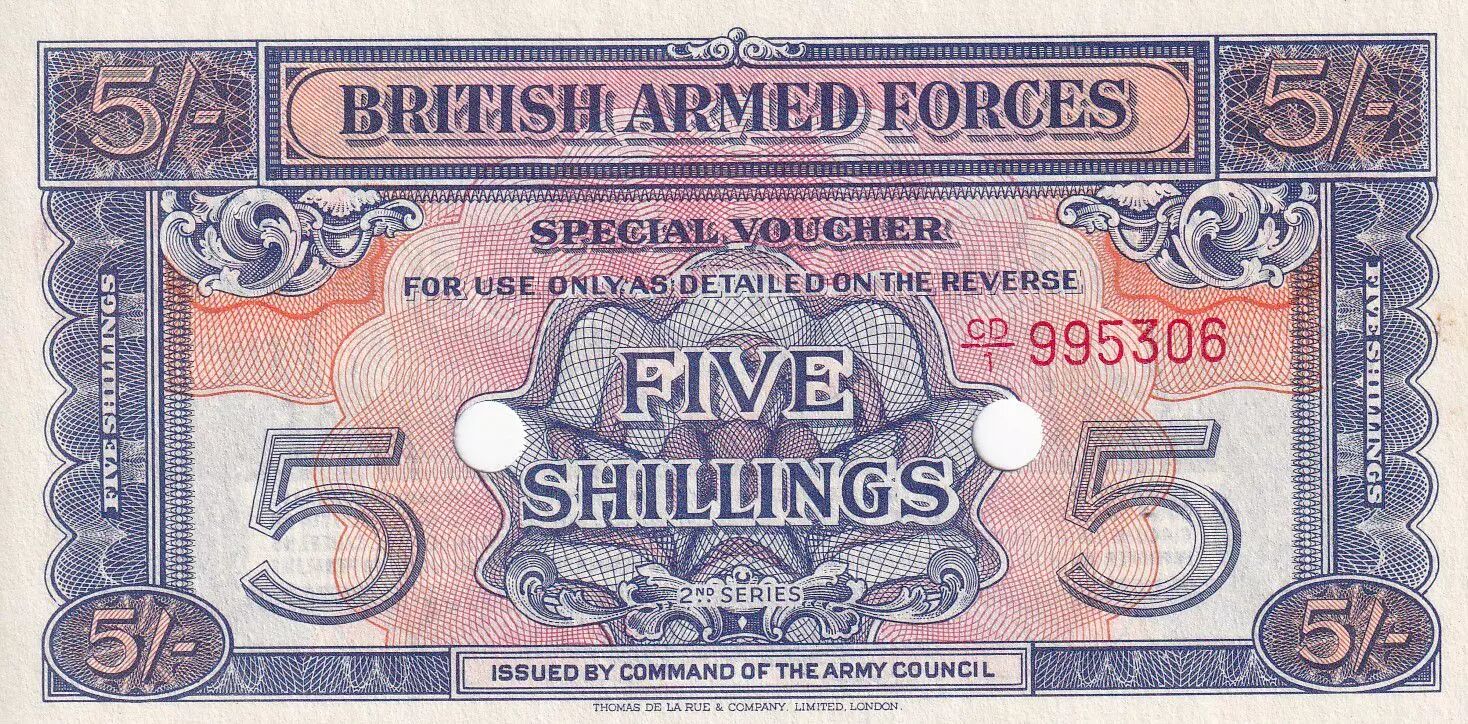 5/- BRITISH ARMED FORCES 5/-
SPECIAL VOUCHER
FOR USE ONLY AS DETAILED ON THE REVERSE
CD/1 995306
FIVE SHILLINGS
FIVE SHILLINGS
FIVE
5 5
SHILLINGS
2ND SERIES
5/- 5/-
ISSUED BY COMMAND OF THE ARMY COUNCIL
THOMAS DE LA RUE & COMPANY, LIMITED, LONDON.